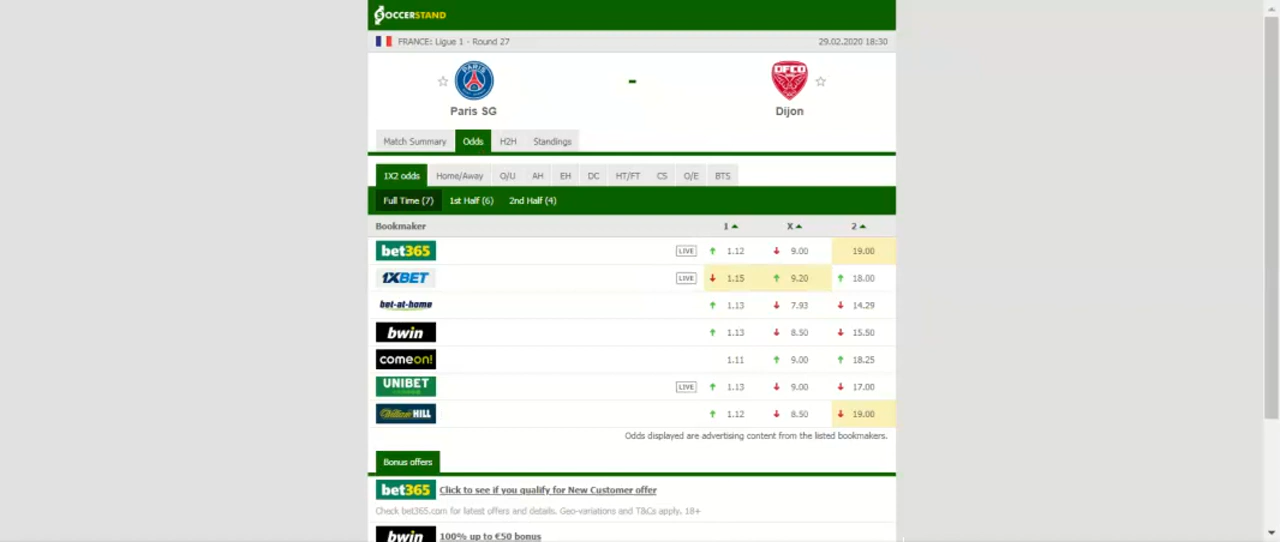 SOCCERSTAND
FRANCE: Ligue 1 - Round 27 29.02.2020 18:30
PARIS DFCO
-
Paris SG Dijon
Match Summary Odds H2H Standings
1X2 odds Home/Away O/U AH EH DC HT/FT CS O/E BTS
Full Time (7) 1st Half (6) 2nd Half (4)
Bookmaker 1 X 2
bet365 LIVE 1.12 9.00 19.00
1XBET LIVE 1.15 9.20 18.00
bet-at-home 1.13 7.93 14.29
bwin 1.13 8.50 15.50
comeon! 1.11 9.00 18.25
UNIBET LIVE 1.13 9.00 17.00
William HILL 1.12 8.50 19.00
Odds displayed are advertising content from the listed bookmakers.
Bonus offers
bet365 Click to see if you qualify for New Customer offer
Check bet365.com for latest offers and details. Geo-variations and T&Cs apply, 18+
bwin 100% up to €50 bonus